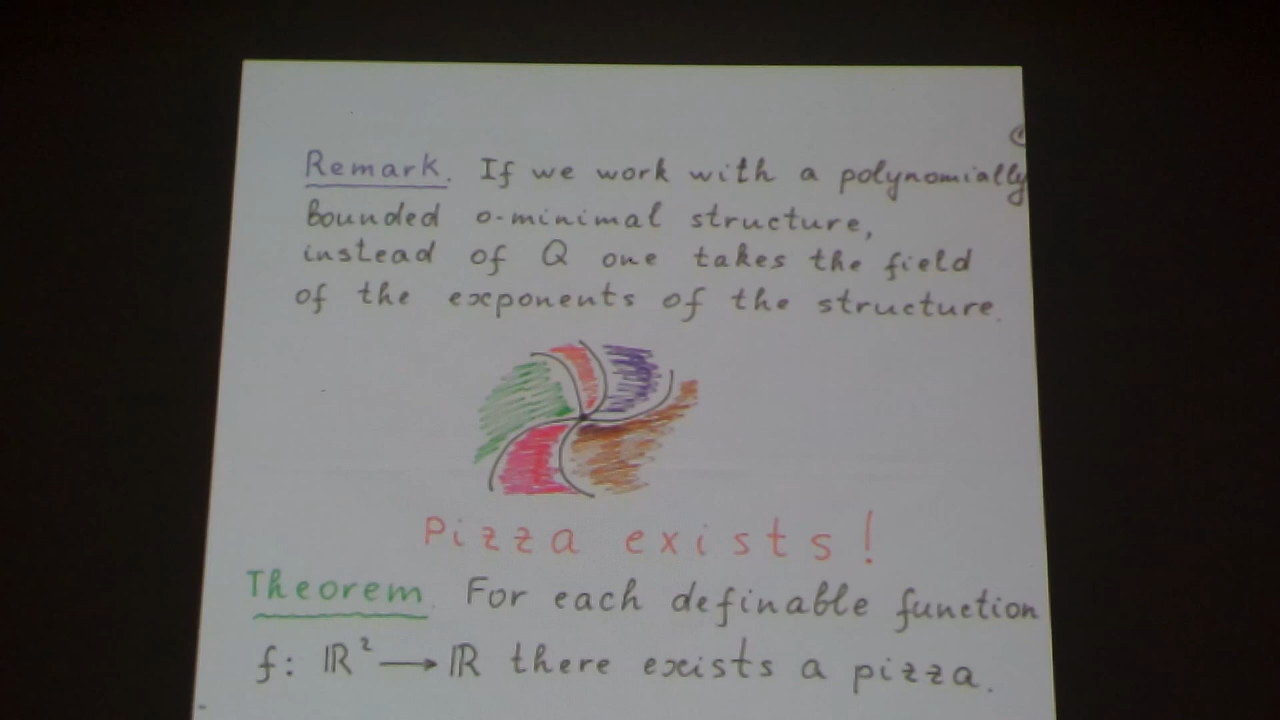 Remark. If we work with a polynomially
bounded o-minimal structure,
instead of Q one takes the field
of the exponents of the structure.
Pizza exists!
Theorem. For each definable function
f: ℝ² → ℝ there exists a pizza.